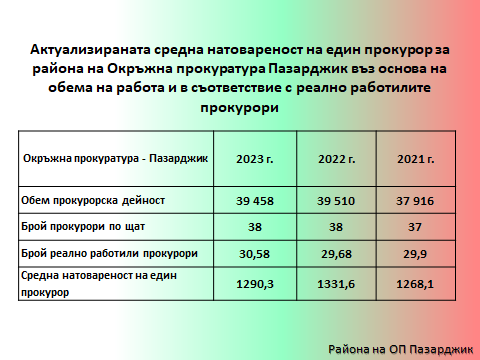 Актуализираната средна натовареност на един прокурор за
района на Окръжна прокуратура Пазарджик въз основа на
обема на работа и в съответствие с реално работилите
прокурори
Окръжна прокуратура - Пазарджик 2023 г. 2022 г. 2021 г.
Обем прокурорска дейност 39 458 39 510 37 916
Брой прокурори по щат 38 38 37
Брой реално работили прокурори 30,58 29,68 29,9
Средна натовареност на един
прокурор 1290,3 1331,6 1268,1
Района на ОП Пазарджик